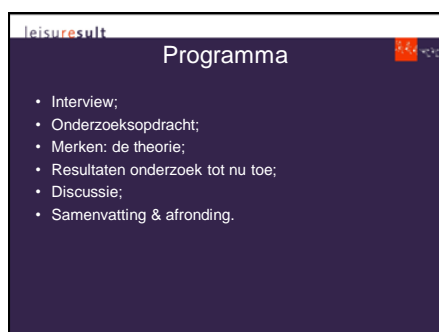 leisuresult
Programma
• Interview;
• Onderzoeksopdracht;
• Merken: de theorie;
• Resultaten onderzoek tot nu toe;
• Discussie;
• Samenvatting & afronding.